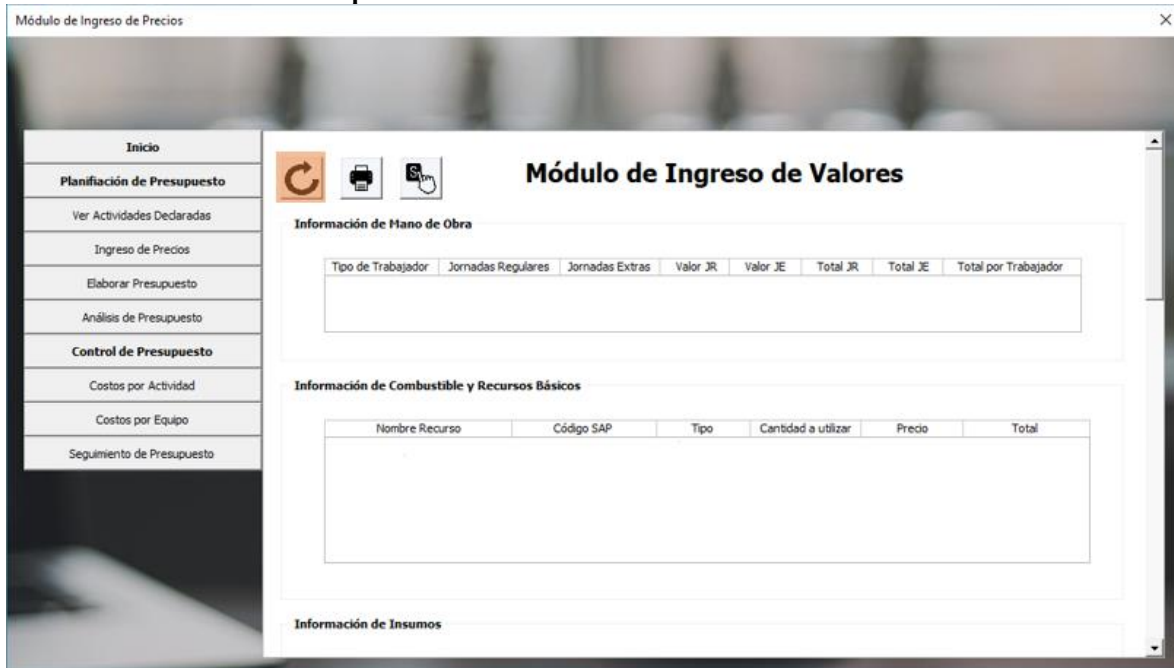 Módulo de Ingreso de Precios
Inicio
Planifiación de Presupuesto
Ver Actividades Declaradas
Ingreso de Precios
Elaborar Presupuesto
Análisis de Presupuesto
Control de Presupuesto
Costos por Actividad
Costos por Equipo
Seguimiento de Presupuesto
S
Módulo de Ingreso de Valores
Información de Mano de Obra
Tipo de Trabajador Jornadas Regulares Jornadas Extras Valor JR Valor JE Total JR Total JE Total por Trabajador
Información de Combustible y Recursos Básicos
Nombre Recurso Código SAP Tipo Cantidad a utilizar Precio Total
Información de Insumos